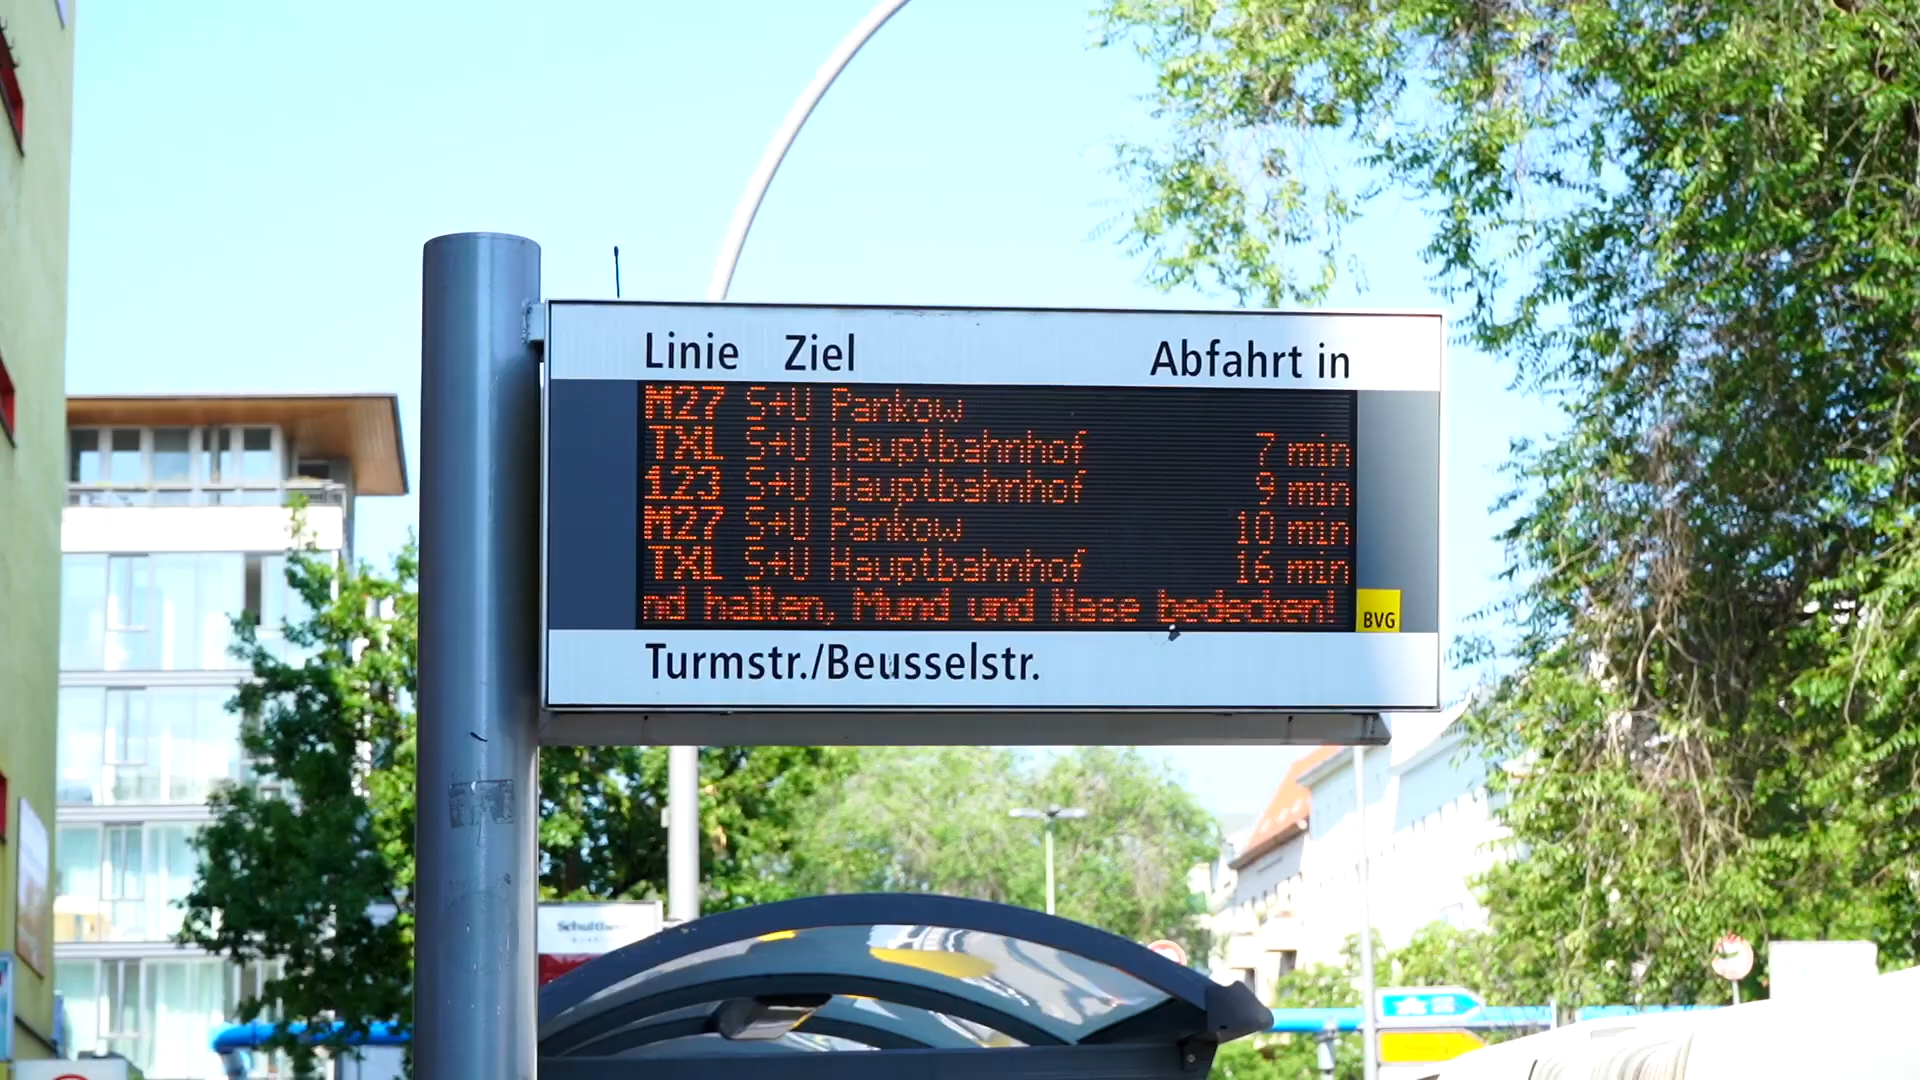 Linie Ziel Abfahrt in
M27 S+U Pankow
TXL S+U Hauptbahnhof 7 min
123 S+U Hauptbahnhof 9 min
M27 S+U Pankow 10 min
TXL S+U Hauptbahnhof 16 min
nd halten, Mund und Nase bedecken!
BVG
Turmstr./Beusselstr.